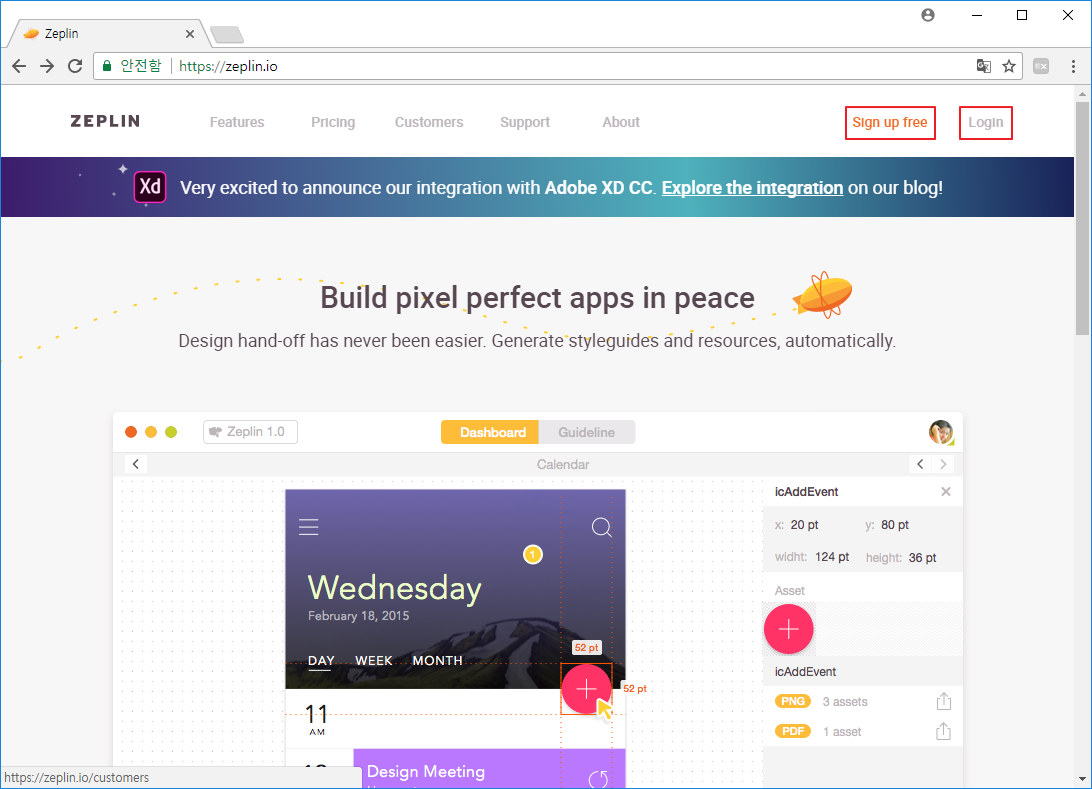 Zeplin
안전함 https://zeplin.io
ZEPLIN Features Pricing Customers Support About Sign up free Login
Xd Very excited to announce our integration with Adobe XD CC. Explore the integration on our blog!
Build pixel perfect apps in peace
Design hand-off has never been easier. Generate styleguides and resources, automatically.
Zeplin 1.0 Dashboard Guideline
Calendar
icAddEvent
x: 20 pt y: 80 pt
widht: 124 pt height: 36 pt
Asset
1
Wednesday
February 18, 2015
DAY WEEK MONTH
52 pt
52 pt
icAddEvent
PNG 3 assets
PDF 1 asset
11
AM
Design Meeting
https://zeplin.io/customers